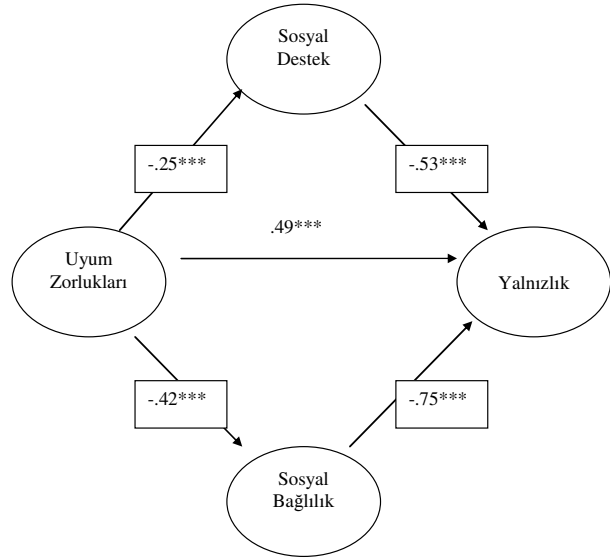 Sosyal
Destek
-.25***
-.53***
.49***
Uyum
Zorlukları
Yalnızlık
-.42***
-.75***
Sosyal
Bağlılık